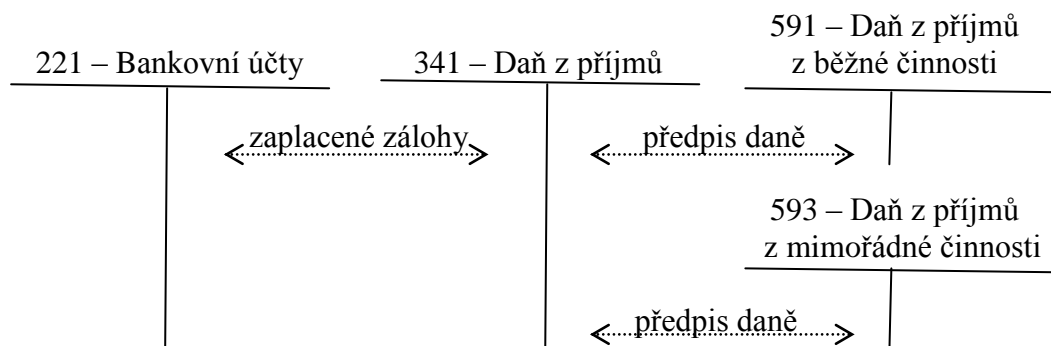 591 – Daň z příjmů
221 – Bankovní účty 341 – Daň z příjmů z běžné činnosti
zaplacené zálohy předpis daně
593 – Daň z příjmů
z mimořádné činnosti
předpis daně